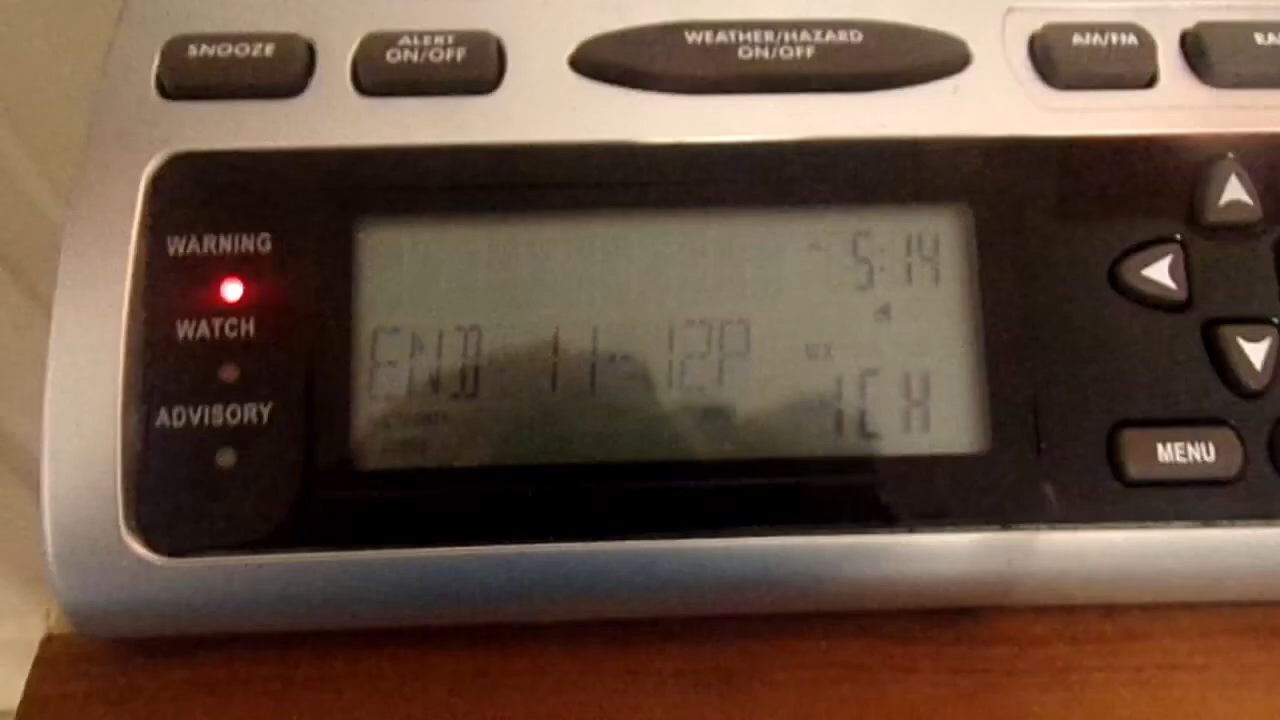 SNOOZE
ALERT
ON/OFF
WEATHER/HAZARD
ON/OFF
AM/FM
WARNING
WATCH
ADVISORY
5:14
END 11-12P
WX
1CH
MENU